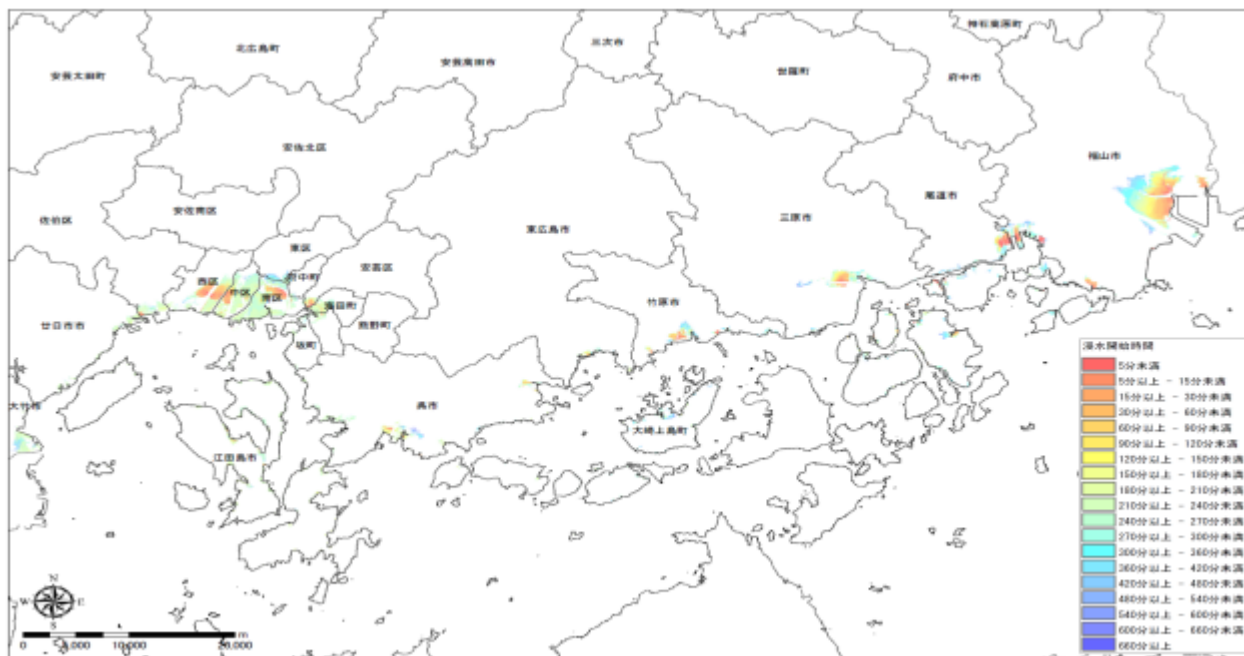 神石高原町
三次市
北広島町
安芸高田市
世羅町
府中市
安芸太田町
安佐北区
福山市
尾道市
佐伯区
安佐南区
三原市
東広島市
東区
安芸区
西区
府中町
中区
南区
海田町
竹原市
廿日市市
熊野町
坂町
大竹市
呉市
大崎上島町
江田島市
浸水開始時間
5分未満
5分以上 - 15分未満
15分以上 - 30分未満
30分以上 - 60分未満
60分以上 - 90分未満
90分以上 - 120分未満
120分以上 - 150分未満
150分以上 - 180分未満
180分以上 - 210分未満
210分以上 - 240分未満
240分以上 - 270分未満
270分以上 - 300分未満
300分以上 - 360分未満
360分以上 - 420分未満
420分以上 - 480分未満
480分以上 - 540分未満
540分以上 - 600分未満
600分以上 - 660分未満
660分以上
N
W E
S
m
0 5,000 10,000 20,000